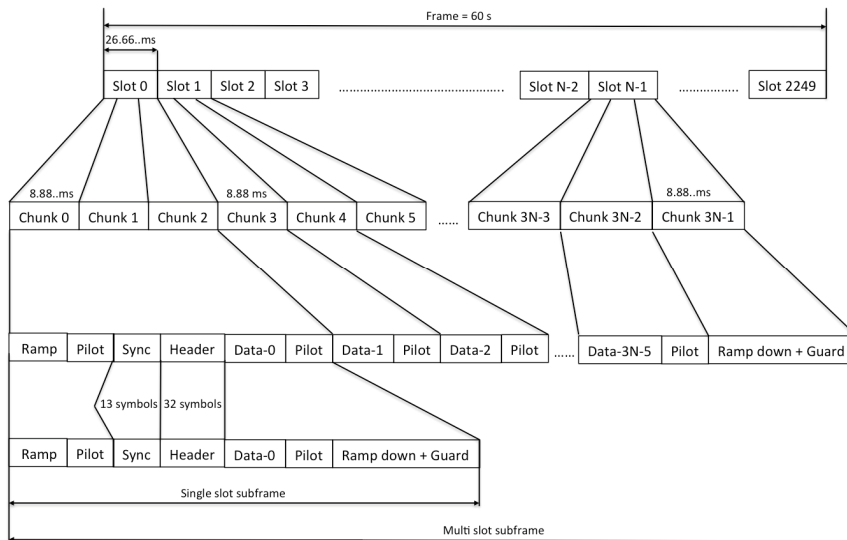 Frame = 60 s
26.66..ms
Slot 0 Slot 1 Slot 2 Slot 3 ........................................... Slot N-2 Slot N-1 ................ Slot 2249
8.88..ms 8.88 ms 8.88..ms
Chunk 0 Chunk 1 Chunk 2 Chunk 3 Chunk 4 Chunk 5 ...... Chunk 3N-3 Chunk 3N-2 Chunk 3N-1
Ramp Pilot Sync Header Data-0 Pilot Data-1 Pilot Data-2 Pilot ...... Data-3N-5 Pilot Ramp down + Guard
13 symbols 32 symbols
Ramp Pilot Sync Header Data-0 Pilot Ramp down + Guard
Single slot subframe
Multi slot subframe